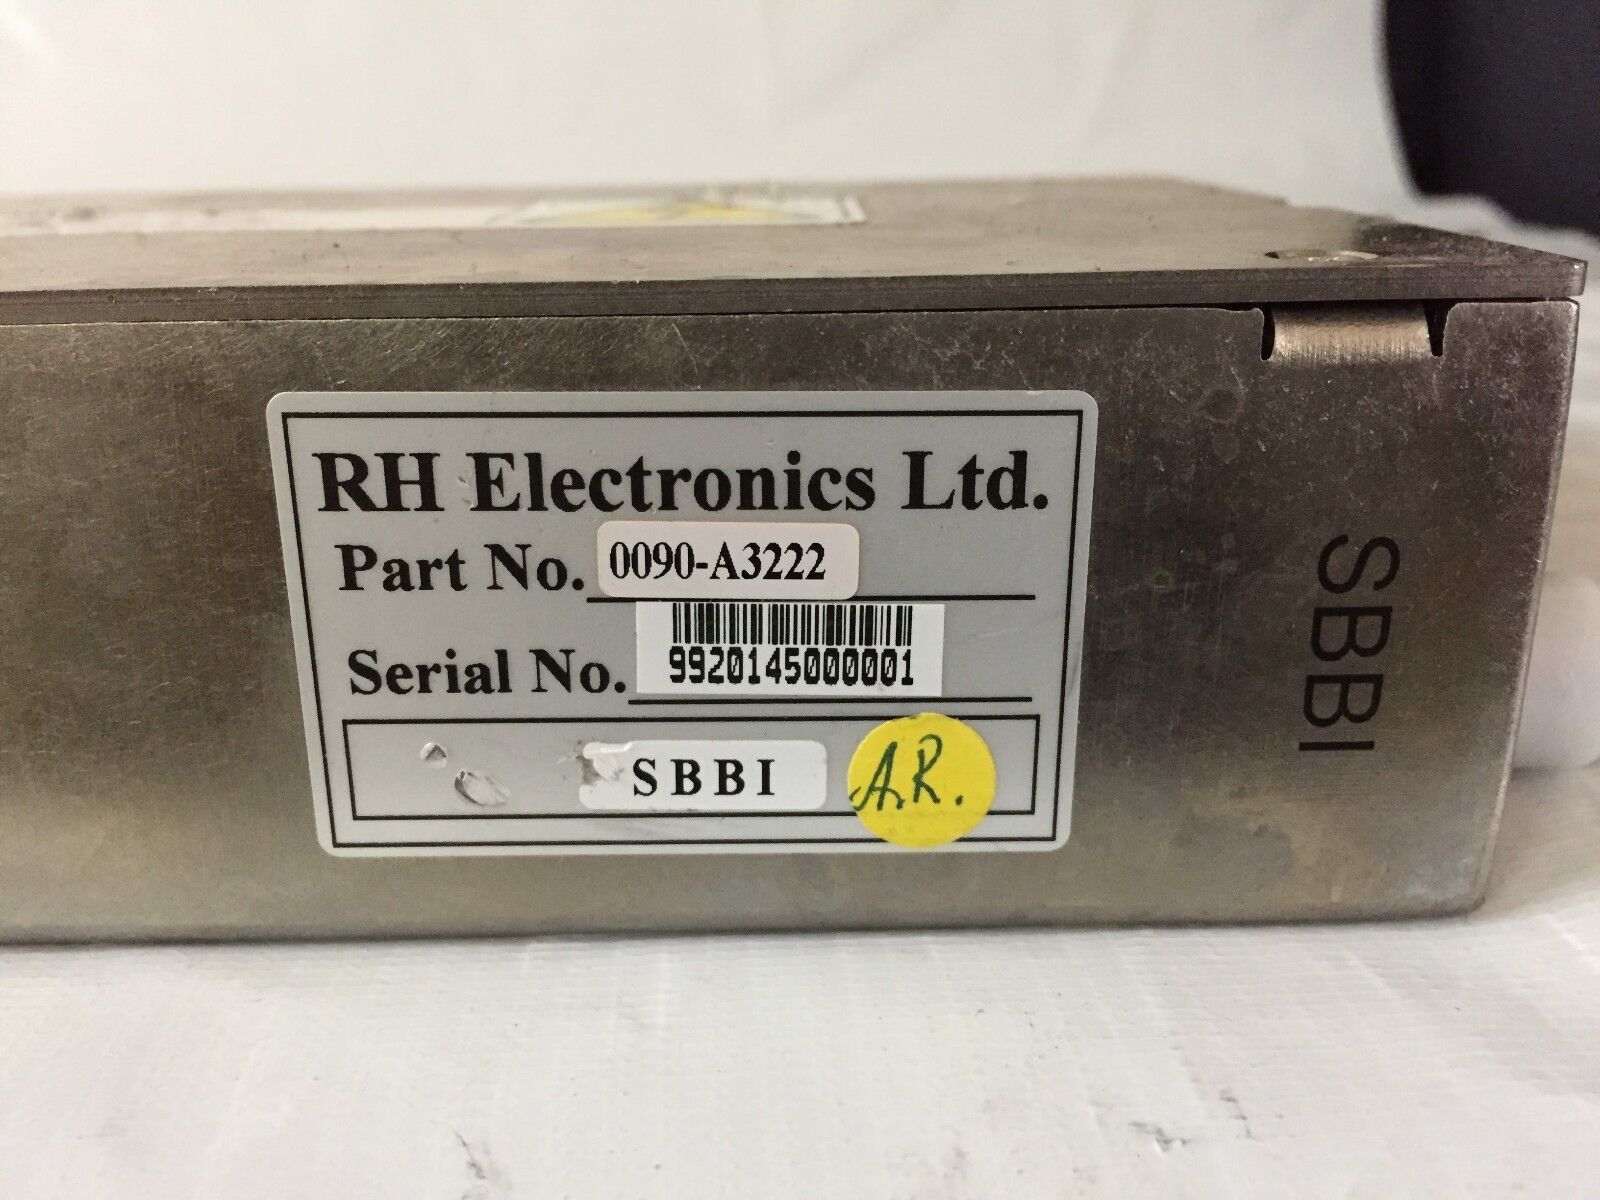 RH Electronics Ltd.
Part No. 0090-A3222
Serial No. 9920145000001
SBBI
A.R.
SBBI